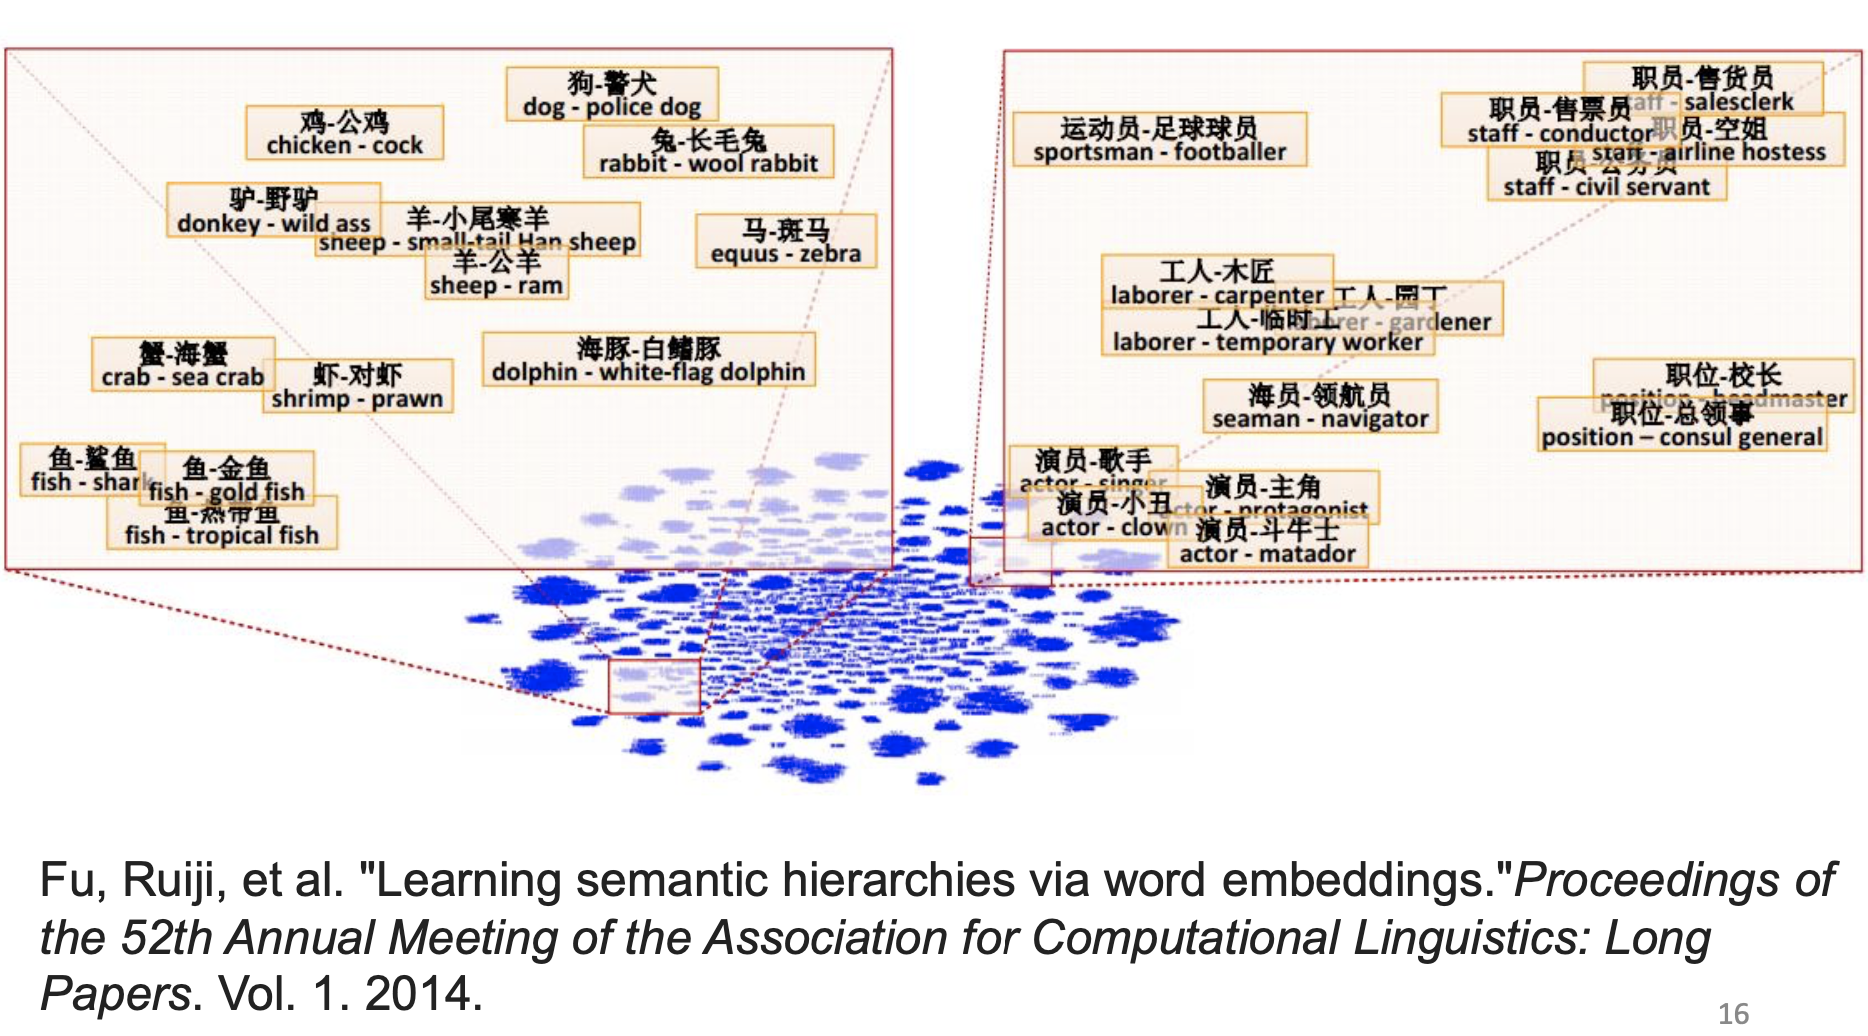 狗-警犬
dog - police dog
鸡-公鸡
chicken - cock
兔-长毛兔
rabbit - wool rabbit
驴-野驴
donkey - wild ass
羊-小尾寒羊
sheep - small-tail Han sheep
马-斑马
equus - zebra
羊-公羊
sheep - ram
海豚-白鳍豚
dolphin - white-flag dolphin
蟹-海蟹
crab - sea crab
虾-对虾
shrimp - prawn
鱼-鲨鱼
fish - shark
鱼-金鱼
fish - gold fish
鱼-热带鱼
fish - tropical fish
职员-售货员
staff - salesclerk
职员-售票员
staff - conductor
运动员-足球球员
sportsman - footballer
职员-空姐
staff - airline hostess
职员-公务员
staff - civil servant
工人-木匠
laborer - carpenter
工人-园丁
laborer - gardener
工人-临时工
laborer - temporary worker
职位-校长
position - headmaster
海员-领航员
seaman - navigator
职位-总领事
position – consul general
演员-歌手
actor - singer
演员-主角
actor - protagonist
演员-小丑
actor - clown
演员-斗牛士
actor - matador
Fu, Ruiji, et al. "Learning semantic hierarchies via word embeddings."Proceedings of
the 52th Annual Meeting of the Association for Computational Linguistics: Long
Papers. Vol. 1. 2014.
16